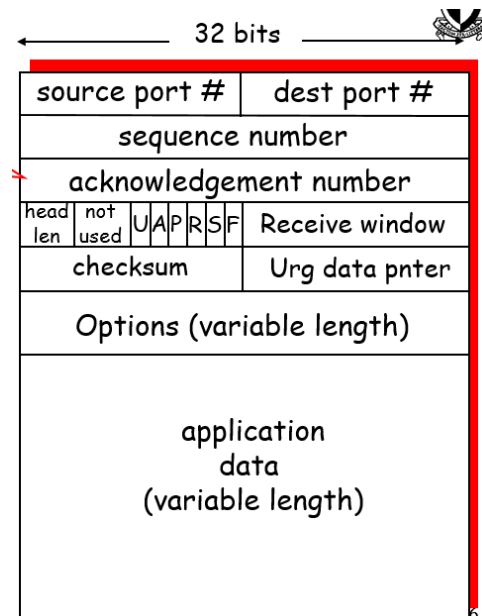 32 bits
source port # dest port #
sequence number
acknowledgement number
head len not used U A P R S F Receive window
checksum Urg data pnter
Options (variable length)
application
data
(variable length)